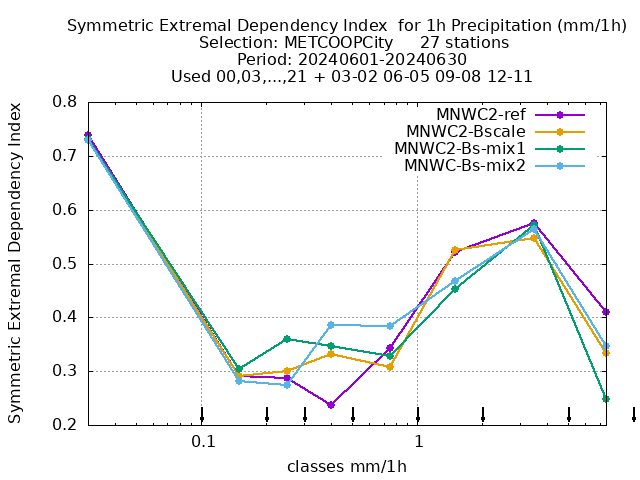 Symmetric Extremal Dependency Index  for 1h Precipitation (mm/1h)
Selection: METCOOPCity     27 stations
Period: 20240601-20240630
Used 00,03,...,21 + 03-02 06-05 09-08 12-11
Symmetric Extremal Dependency Index
0.8
0.7
0.6
0.5
0.4
0.3
0.2
MNWC2-ref
MNWC2-Bscale
MNWC2-Bs-mix1
MNWC-Bs-mix2
0.1
1
classes mm/1h